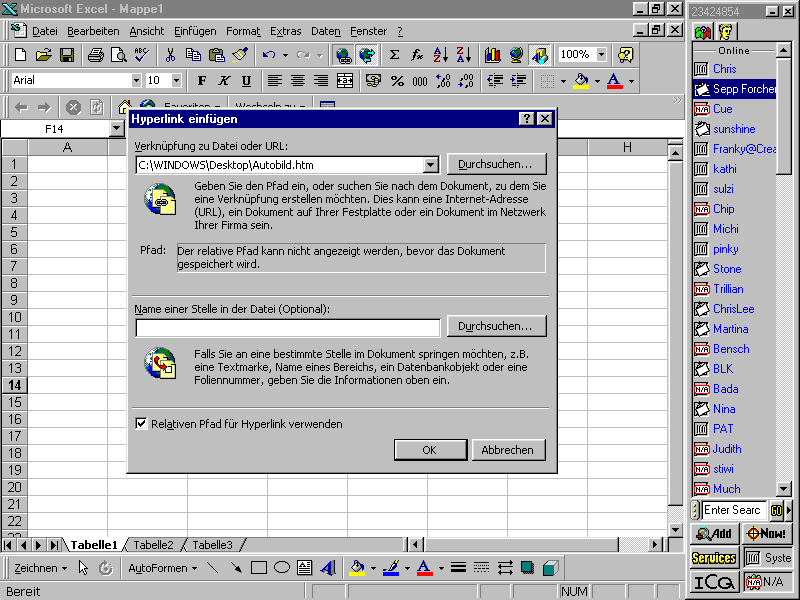 Microsoft Excel - Mappe1
Datei Bearbeiten Ansicht Einfügen Format Extras Daten Fenster ?
100%
Arial 10 F K U
%
Favoriten Wechseln zu
F14
A H
1
2
3
4
5
6
7
8
9
10
11
12
13
14
15
16
17
18
19
20
21
22
Hyperlink einfügen
Verknüpfung zu Datei oder URL:
C:\WINDOWS\Desktop\Autobild.htm
Durchsuchen...
Geben Sie den Pfad ein, oder suchen Sie nach dem Dokument, zu dem Sie
eine Verknüpfung erstellen möchten. Dies kann eine Internet-Adresse
(URL), ein Dokument auf Ihrer Festplatte oder ein Dokument im Netzwerk
Ihrer Firma sein.
Pfad: Der relative Pfad kann nicht angezeigt werden, bevor das Dokument
gespeichert wird.
Name einer Stelle in der Datei (Optional):
Durchsuchen...
Falls Sie an eine bestimmte Stelle im Dokument springen möchten, z.B.
eine Textmarke, Name eines Bereichs, ein Datenbankobjekt oder eine
Foliennummer, geben Sie die Informationen oben ein.
Relativen Pfad für Hyperlink verwenden
OK Abbrechen
Tabelle1 Tabelle2 Tabelle3
Zeichnen AutoFormen
Bereit NUM
23424854
Online
Chris
Sepp Forcher
Cue
sunshine
Franky@Crea
kathi
sulzi
Chip
Michi
pinky
Stone
Trillian
ChrisLee
Martina
Bensch
BLK
Bada
Nina
PAT
Judith
stiwi
Much
Enter Searc GO
Add Now!
Services Syste
ICQ N/A